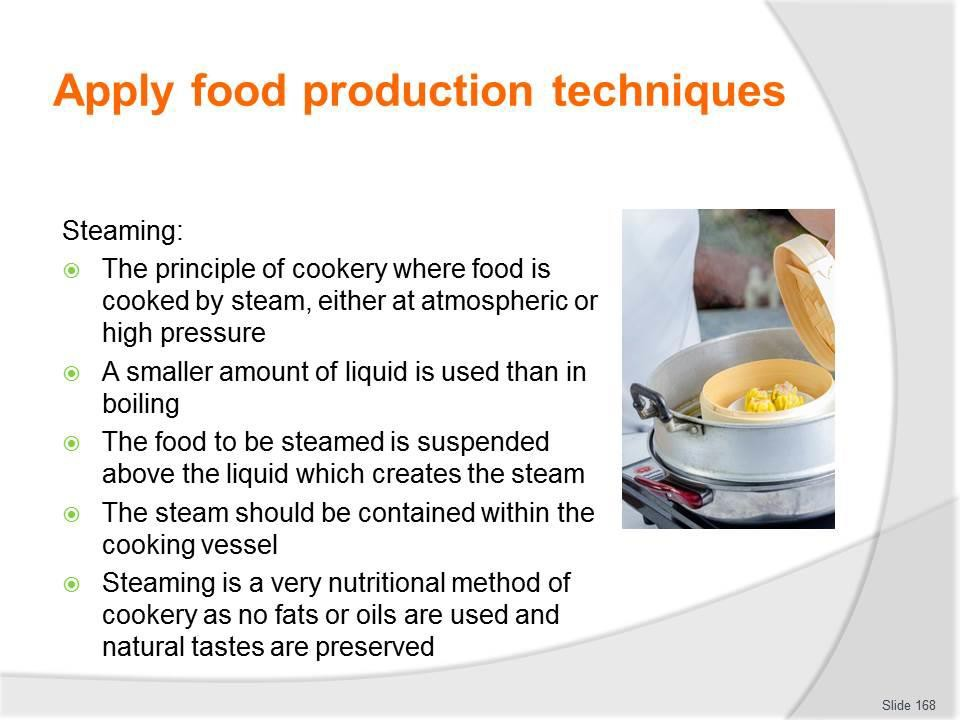 Apply food production techniques
Steaming:
The principle of cookery where food is
cooked by steam, either at atmospheric or
high pressure
A smaller amount of liquid is used than in
boiling
The food to be steamed is suspended
above the liquid which creates the steam
The steam should be contained within the
cooking vessel
Steaming is a very nutritional method of
cookery as no fats or oils are used and
natural tastes are preserved
Slide 168